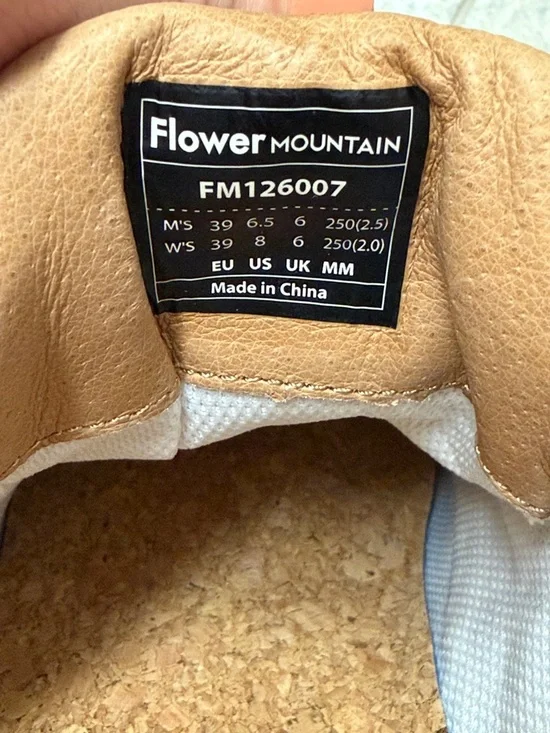 Flower MOUNTAIN
FM126007
M'S 39 6.5 6 250(2.5)
W'S 39 8 6 250(2.0)
EU US UK MM
Made in China